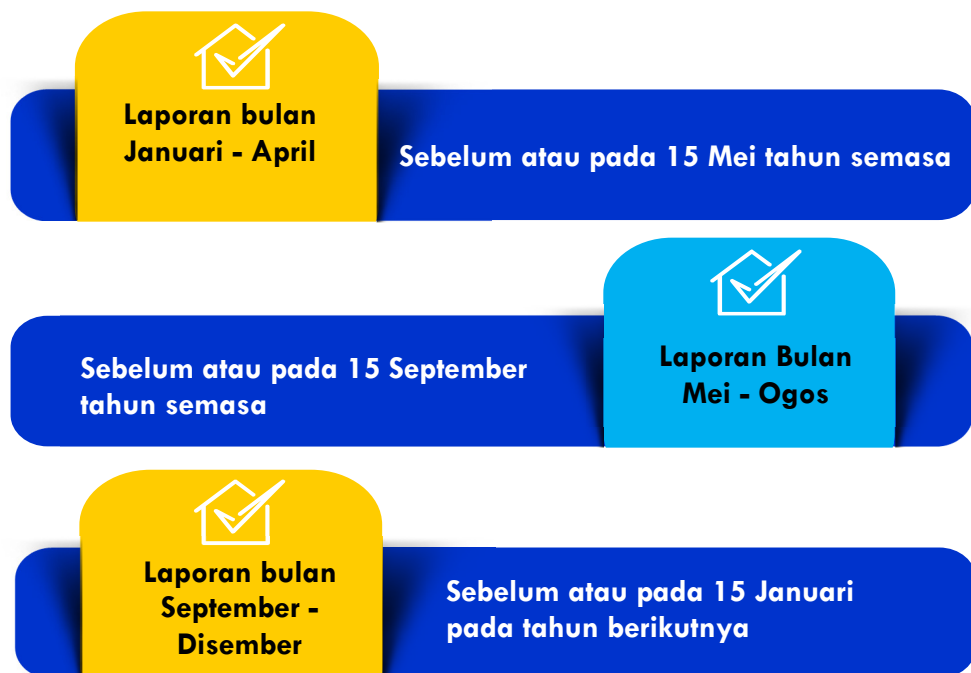 Laporan bulan
Januari - April
Sebelum atau pada 15 Mei tahun semasa
Sebelum atau pada 15 September
tahun semasa
Laporan Bulan
Mei - Ogos
Laporan bulan
September -
Disember
Sebelum atau pada 15 Januari
pada tahun berikutnya